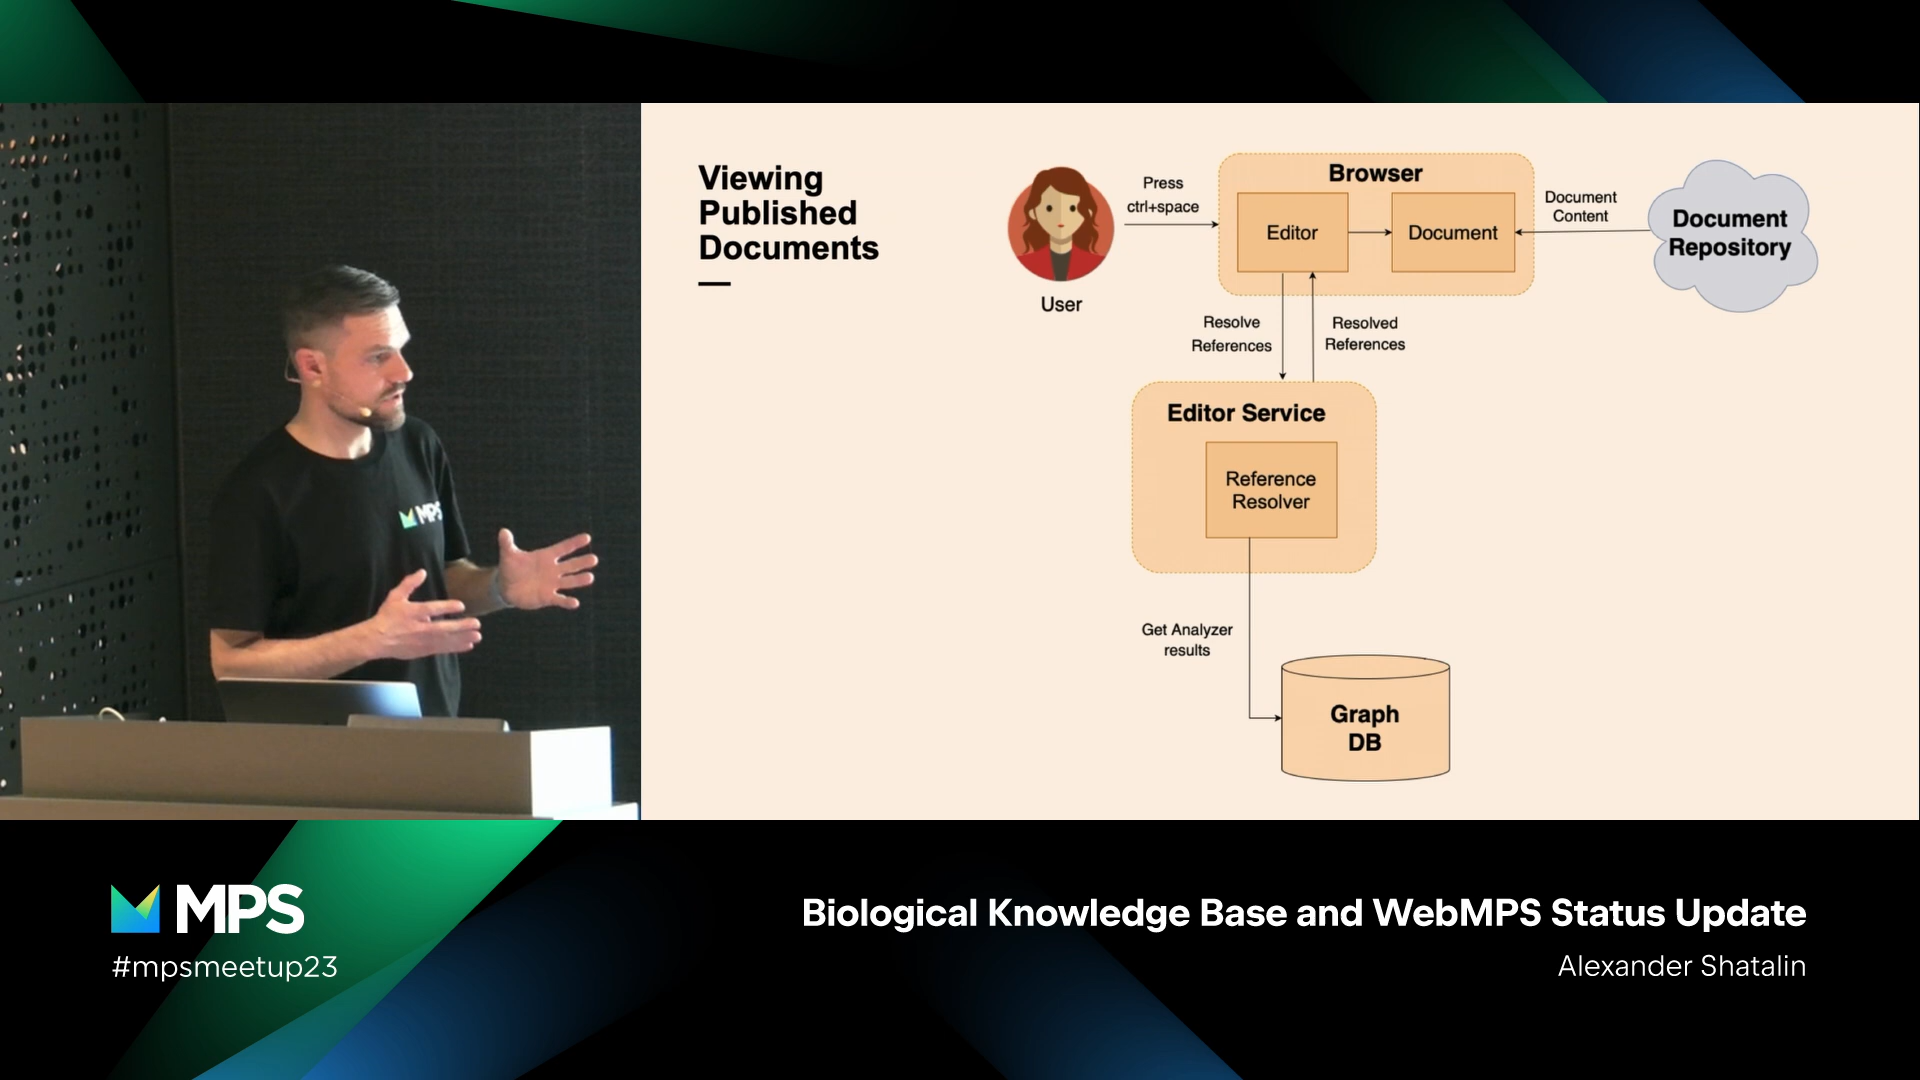 Viewing
Published
Documents
User
Press
ctrl+space
Browser
Editor
Document
Document
Content
Document
Repository
Resolve
References
Resolved
References
Editor Service
Reference
Resolver
Get Analyzer
results
Graph
DB
MPS
MPS
#mpsmeetup23
Biological Knowledge Base and WebMPS Status Update
Alexander Shatalin